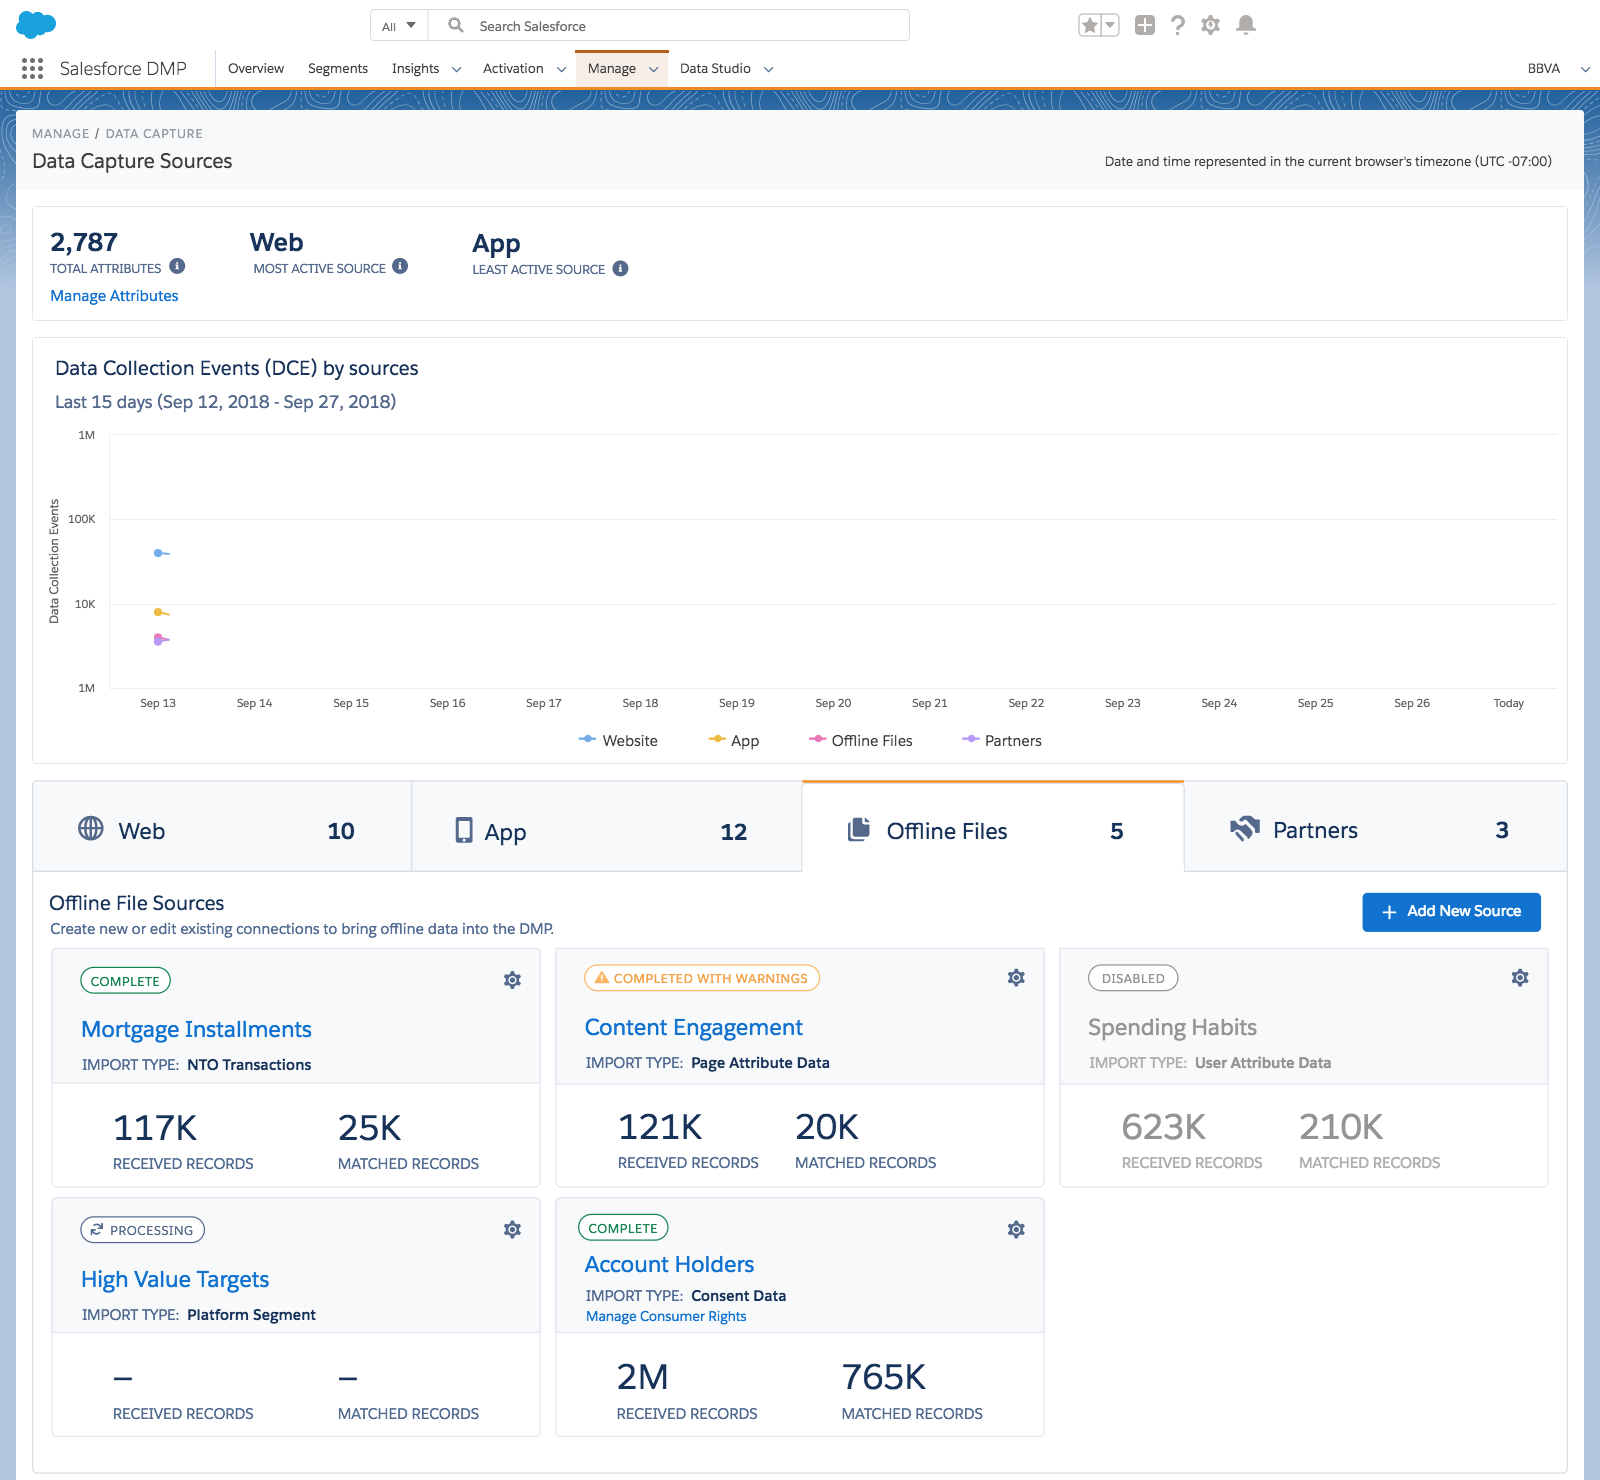 All
Search Salesforce
Salesforce DMP
Overview
Segments
Insights
Activation
Manage
Data Studio
BBVA
MANAGE / DATA CAPTURE
Data Capture Sources
Date and time represented in the current browser's timezone (UTC -07:00)
2,787
TOTAL ATTRIBUTES
Manage Attributes
Web
MOST ACTIVE SOURCE
App
LEAST ACTIVE SOURCE
Data Collection Events (DCE) by sources
Last 15 days (Sep 12, 2018 - Sep 27, 2018)
Data Collection Events
1M
100K
10K
1M
Sep 13
Sep 14
Sep 15
Sep 16
Sep 17
Sep 18
Sep 19
Sep 20
Sep 21
Sep 22
Sep 23
Sep 24
Sep 25
Sep 26
Today
Website
App
Offline Files
Partners
Web 10
App 12
Offline Files 5
Partners 3
Offline File Sources
Create new or edit existing connections to bring offline data into the DMP.
+ Add New Source
COMPLETE
Mortgage Installments
IMPORT TYPE: NTO Transactions
117K
RECEIVED RECORDS
25K
MATCHED RECORDS
COMPLETED WITH WARNINGS
Content Engagement
IMPORT TYPE: Page Attribute Data
121K
RECEIVED RECORDS
20K
MATCHED RECORDS
DISABLED
Spending Habits
IMPORT TYPE: User Attribute Data
623K
RECEIVED RECORDS
210K
MATCHED RECORDS
PROCESSING
High Value Targets
IMPORT TYPE: Platform Segment
–
RECEIVED RECORDS
–
MATCHED RECORDS
COMPLETE
Account Holders
IMPORT TYPE: Consent Data
Manage Consumer Rights
2M
RECEIVED RECORDS
765K
MATCHED RECORDS